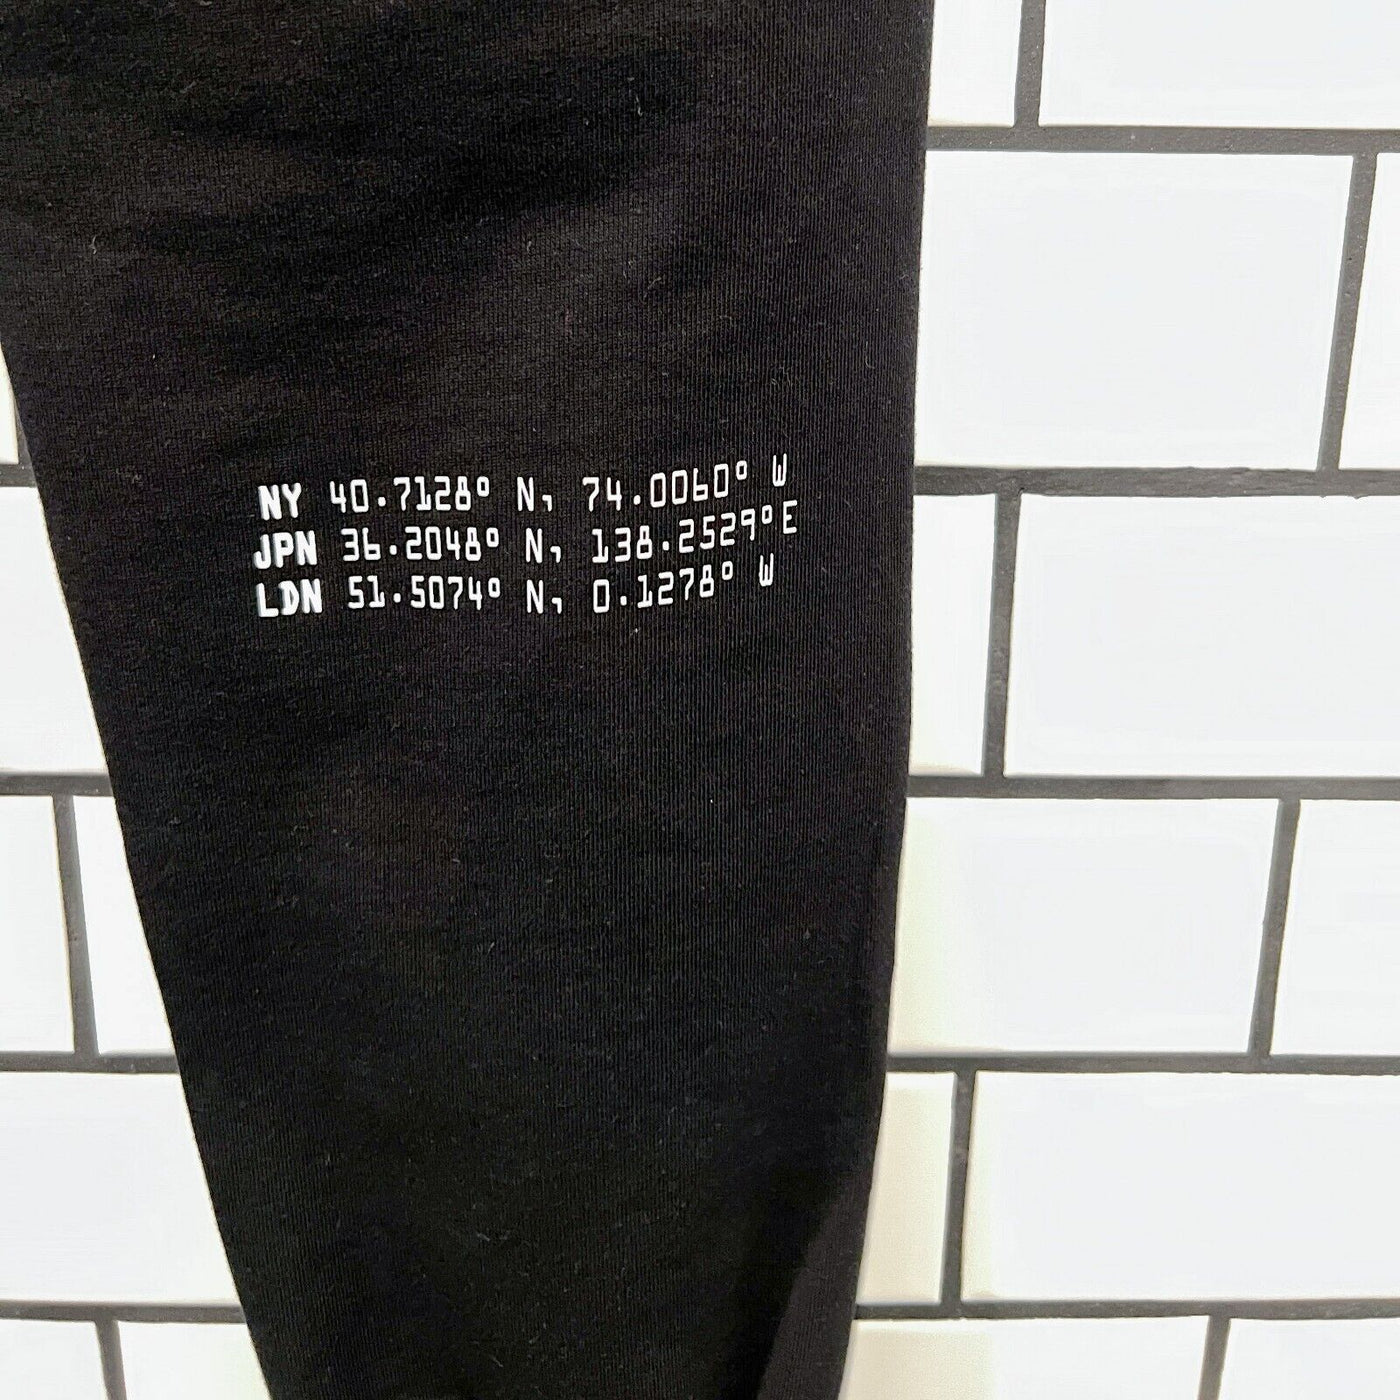 NY 40.7128° N, 74.0060° W
JPN 36.2048° N, 138.2529° E
LDN 51.5074° N, 0.1278° W